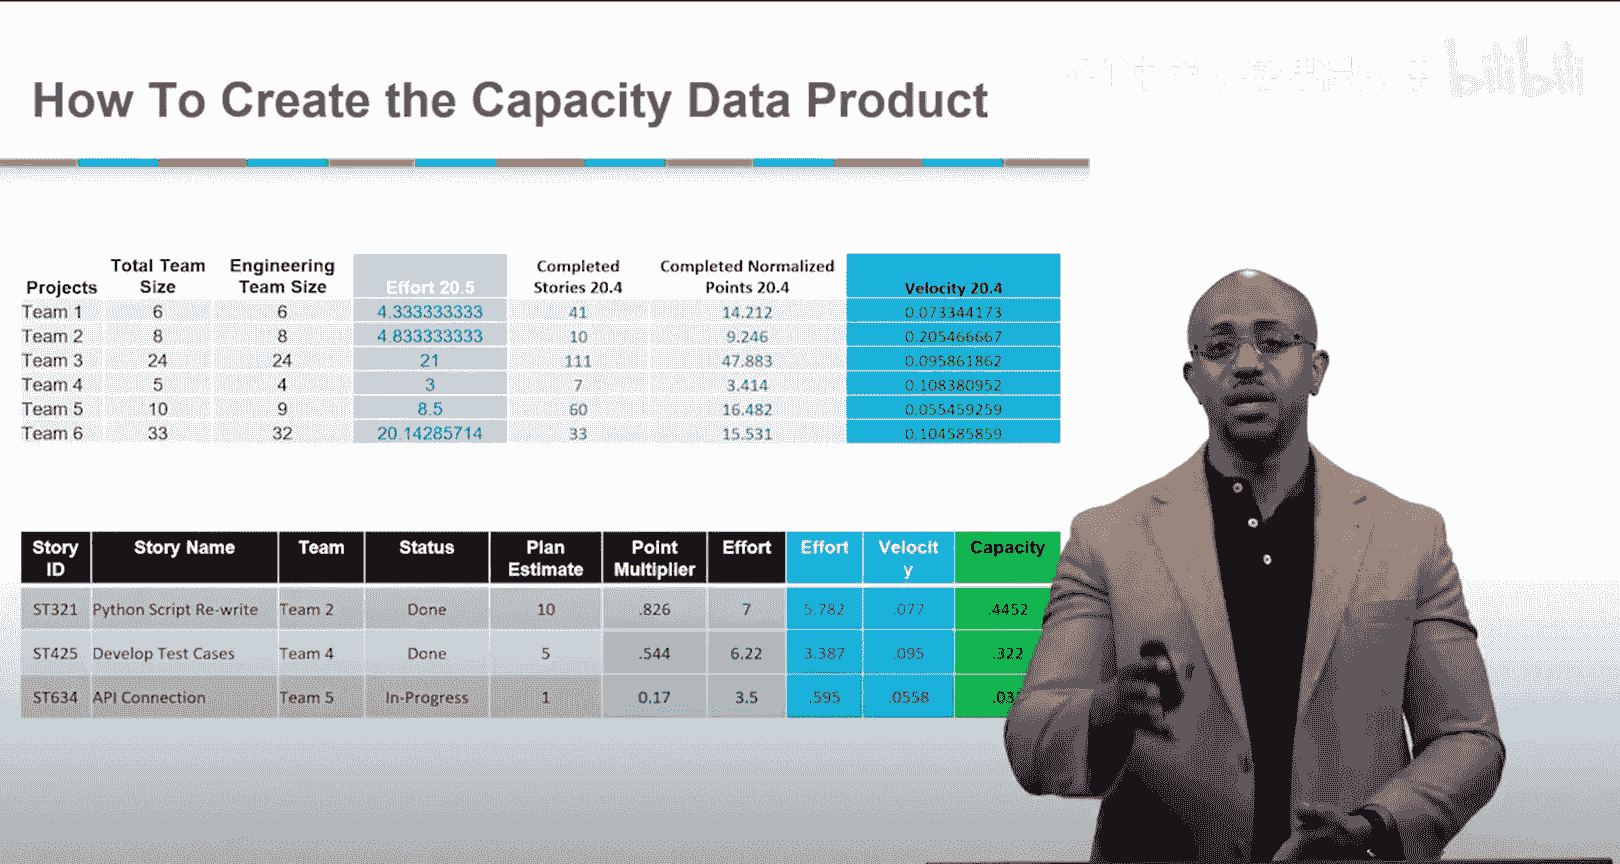 bilibili
How To Create the Capacity Data Product
Projects Total Team Size Engineering Team Size Effort 20.5 Completed Stories 20.4 Completed Normalized Points 20.4 Velocity 20.4
Team 1 6 6 4.333333333 41 14.212 0.073344173
Team 2 8 8 4.833333333 10 9.246 0.205466667
Team 3 24 24 21 111 47.883 0.095861862
Team 4 5 4 3 7 3.414 0.108380952
Team 5 10 9 8.5 60 16.482 0.055459259
Team 6 33 32 20.14285714 33 15.531 0.104585859
Story ID Story Name Team Status Plan Estimate Point Multiplier Effort Effort Velocity Capacity
ST321 Python Script Re-write Team 2 Done 10 .826 7 5.782 .077 .4452
ST425 Develop Test Cases Team 4 Done 5 .544 6.22 3.387 .095 .322
ST634 API Connection Team 5 In-Progress 1 0.17 3.5 .595 .0558